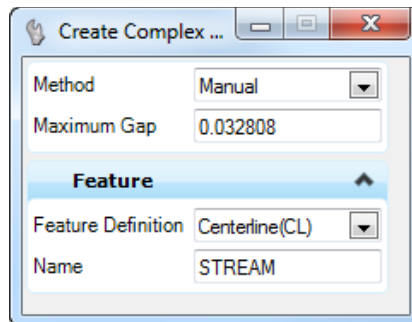 Create Complex ...
Method Manual
Maximum Gap 0.032808
Feature
Feature Definition Centerline(CL)
Name STREAM